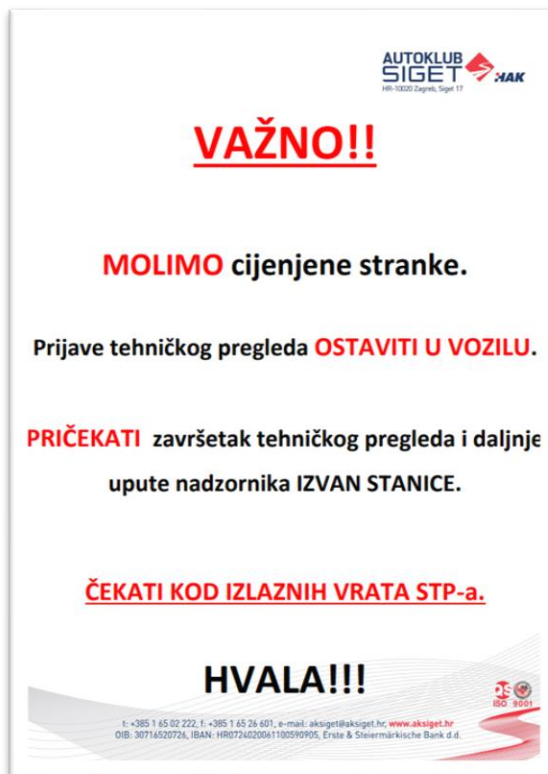 AUTOKLUB
SIGET HAK
HR-10020 Zagreb, Siget 17
VAŽNO!!
MOLIMO cijenjene stranke.
Prijave tehničkog pregleda OSTAVITI U VOZILU.
PRIČEKATI završetak tehničkog pregleda i daljnje
upute nadzornika IZVAN STANICE.
ČEKATI KOD IZLAZNIH VRATA STP-a.
HVALA!!!
ISO 9001
t: +385 1 65 02 222, f: +385 1 65 26 601, e-mail: aksiget@aksiget.hr, www.aksiget.hr
OIB: 30716520726, IBAN: HR0724020061100590905, Erste & Steiermärkische Bank d.d.